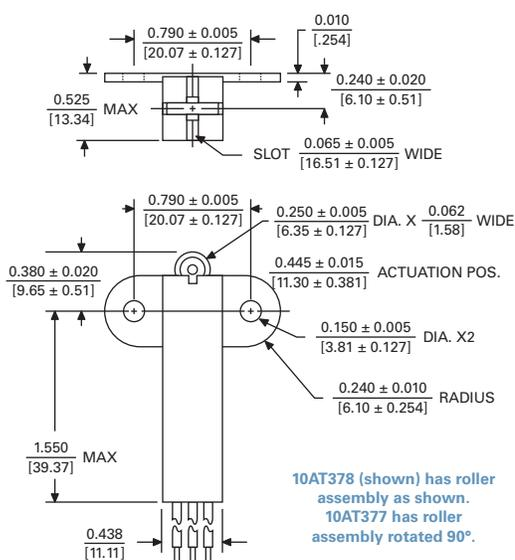 0.790 ± 0.005
[20.07 ± 0.127]
0.010
[.254]
0.525
[13.34]
MAX
0.240 ± 0.020
[6.10 ± 0.51]
SLOT 0.065 ± 0.005 WIDE
[16.51 ± 0.127]
0.790 ± 0.005
[20.07 ± 0.127]
0.250 ± 0.005 DIA. X 0.062 WIDE
[6.35 ± 0.127] [1.58]
0.380 ± 0.020
[9.65 ± 0.51]
0.445 ± 0.015 ACTUATION POS.
[11.30 ± 0.381]
0.150 ± 0.005 DIA. X2
[3.81 ± 0.127]
0.240 ± 0.010 RADIUS
[6.10 ± 0.254]
1.550 MAX
[39.37]
10AT378 (shown) has roller
assembly as shown.
10AT377 has roller
assembly rotated 90°.
0.438
[11.11]